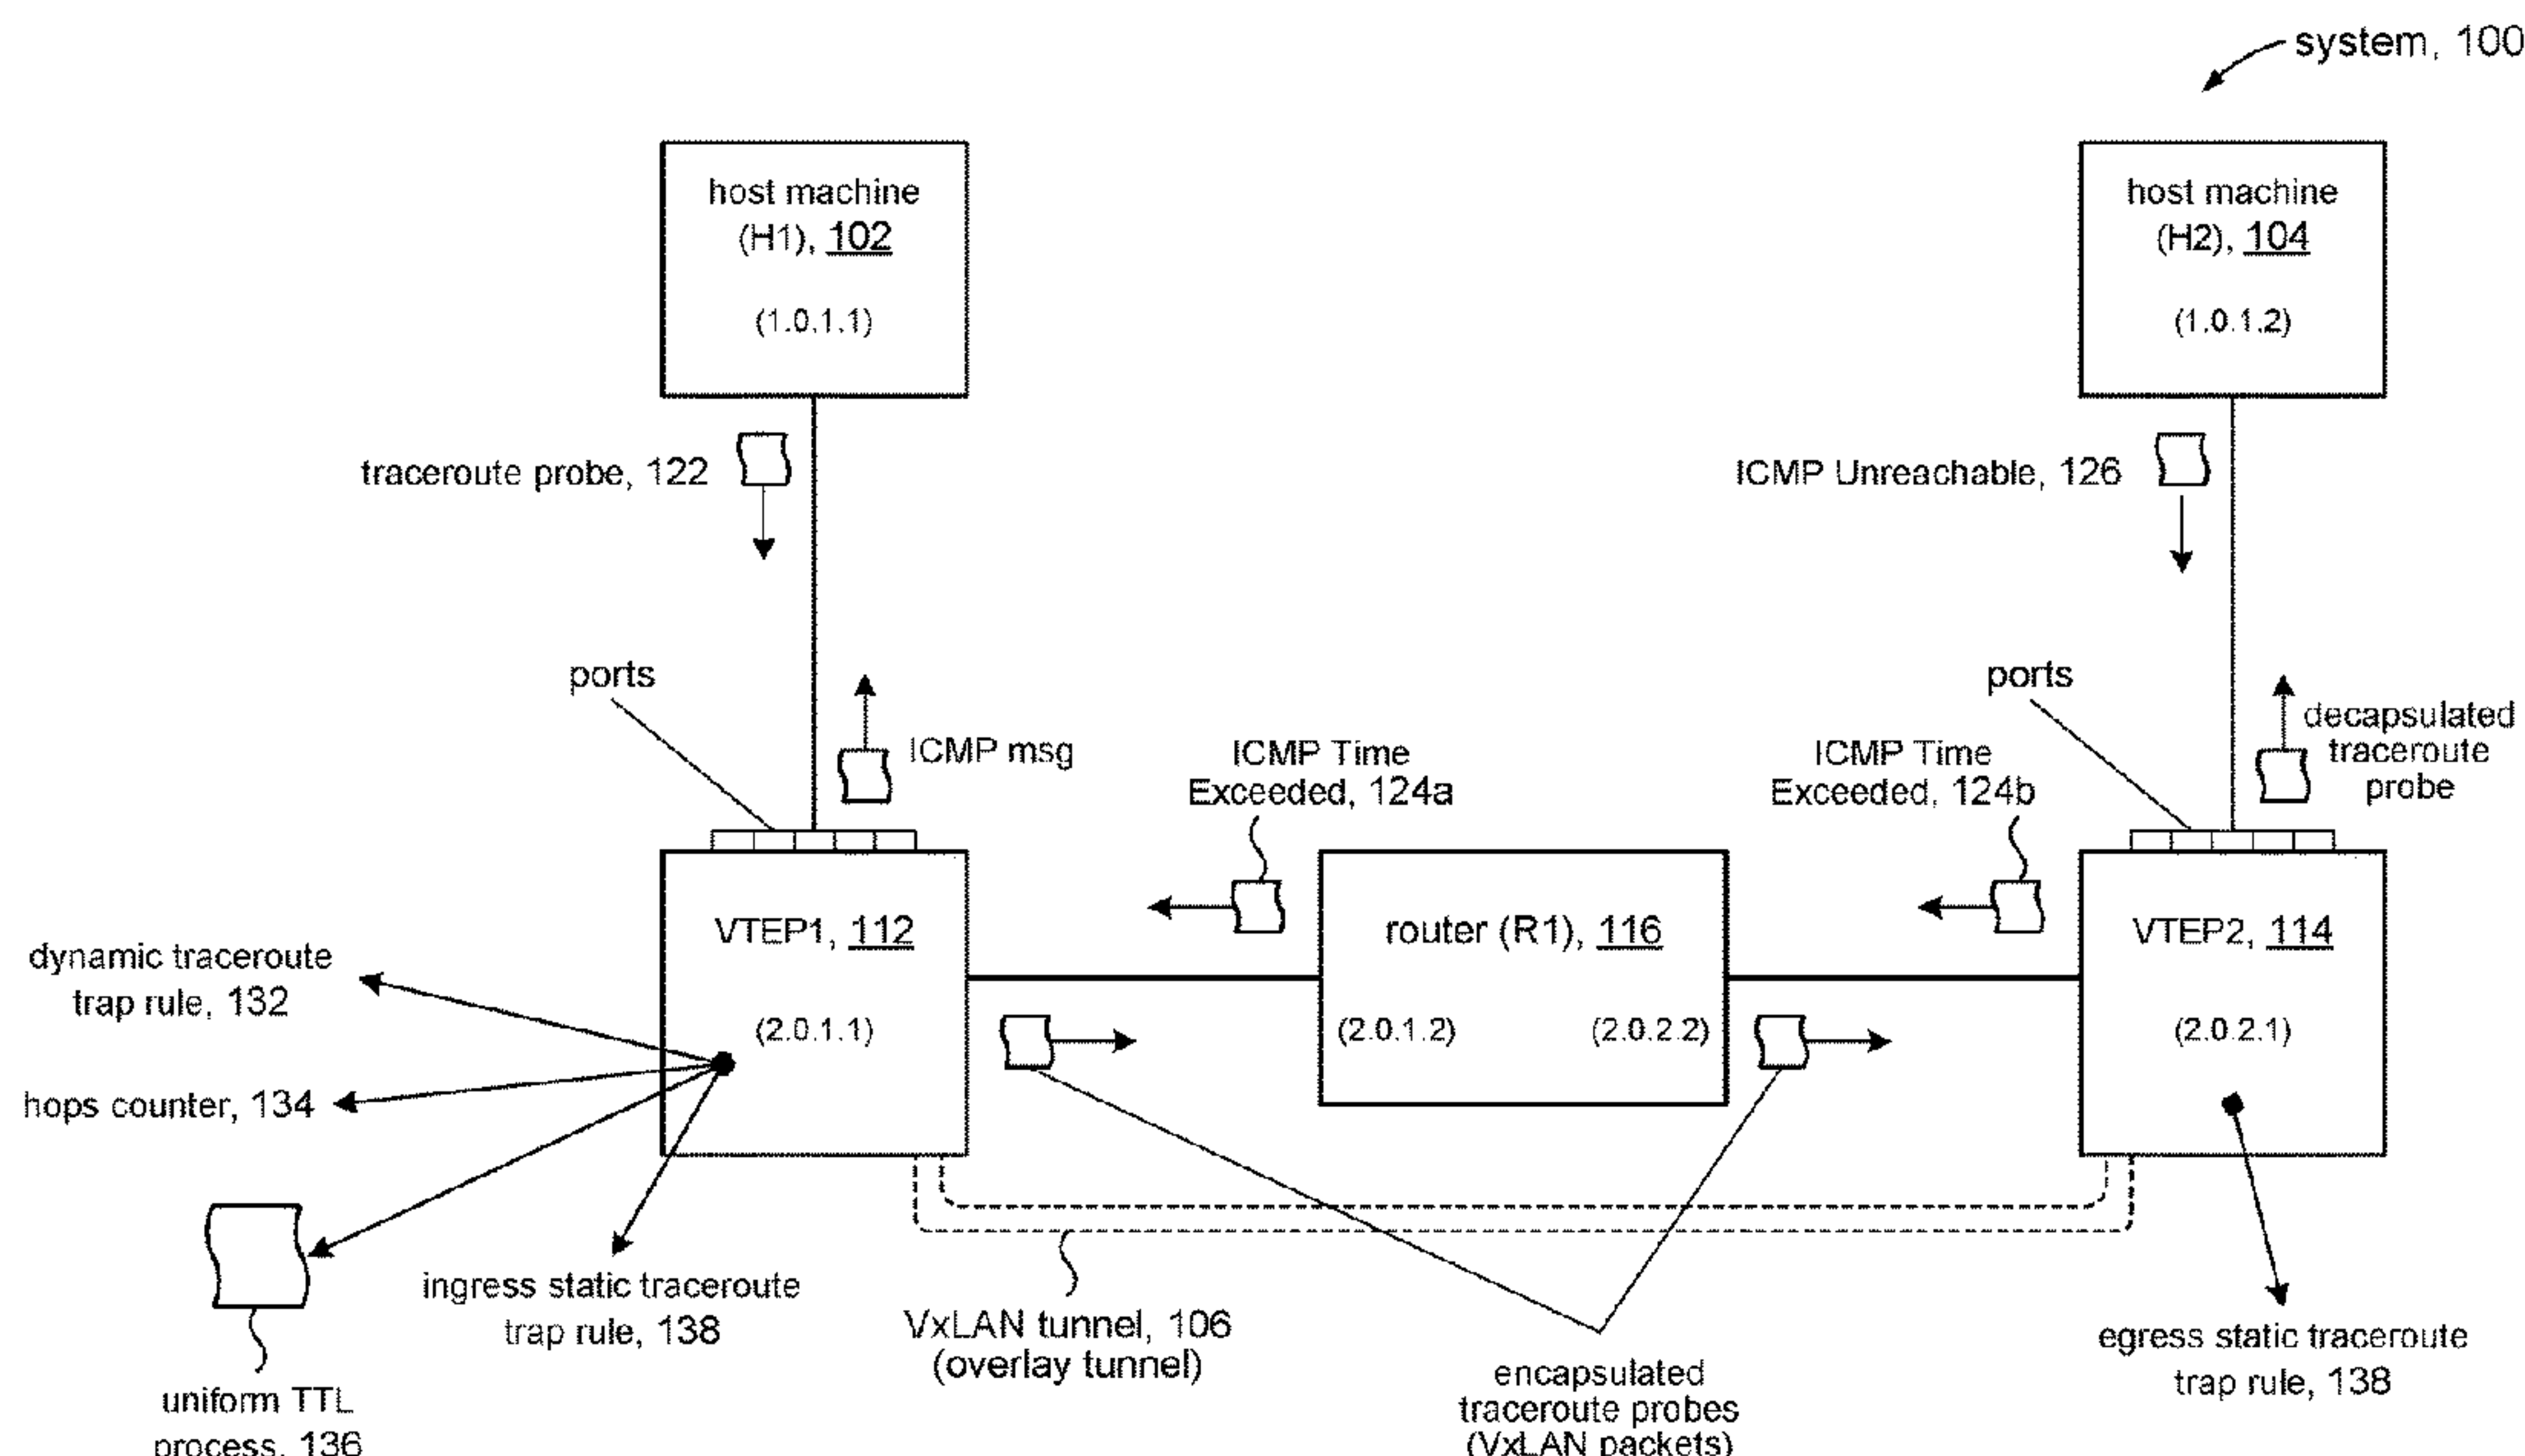 system, 100
host machine
(H1), 102
(1.0.1.1)
host machine
(H2), 104
(1.0.1.2)
traceroute probe, 122
ICMP Unreachable, 126
ports
ICMP msg
ICMP Time
Exceeded, 124a
ICMP Time
Exceeded, 124b
ports
decapsulated
traceroute
probe
VTEP1, 112
(2.0.1.1)
router (R1), 116
(2.0.1.2)
(2.0.2.2)
VTEP2, 114
(2.0.2.1)
dynamic traceroute
trap rule, 132
hops counter, 134
uniform TTL
process, 136
ingress static traceroute
trap rule, 138
VxLAN tunnel, 106
(overlay tunnel)
encapsulated
traceroute probes
(VxLAN packets)
egress static traceroute
trap rule, 138